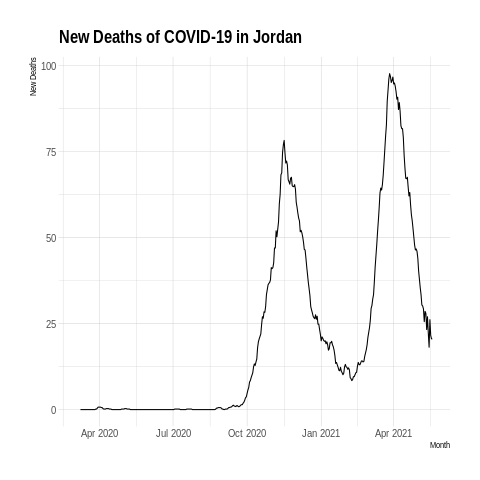 New Deaths of COVID-19 in Jordan
New Deaths
100
75
50
25
0
Apr 2020 Jul 2020 Oct 2020 Jan 2021 Apr 2021
Month